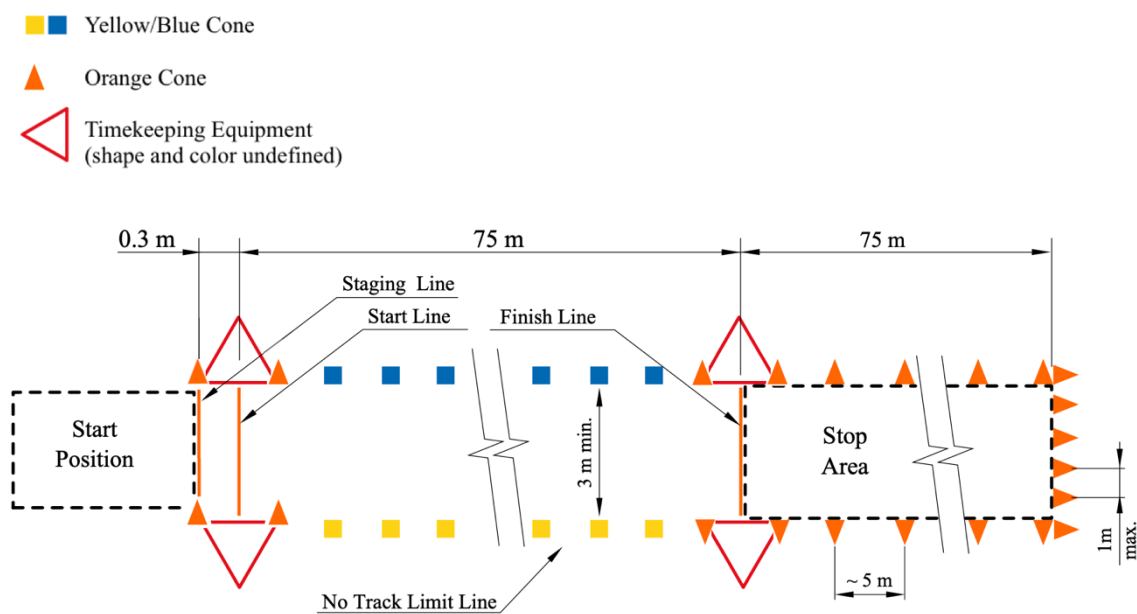 Yellow/Blue Cone
Orange Cone
Timekeeping Equipment
(shape and color undefined)
0.3 m
75 m
75 m
Staging Line
Start Line
Finish Line
Start
Position
3 m min.
Stop
Area
1m
max.
~ 5 m
No Track Limit Line